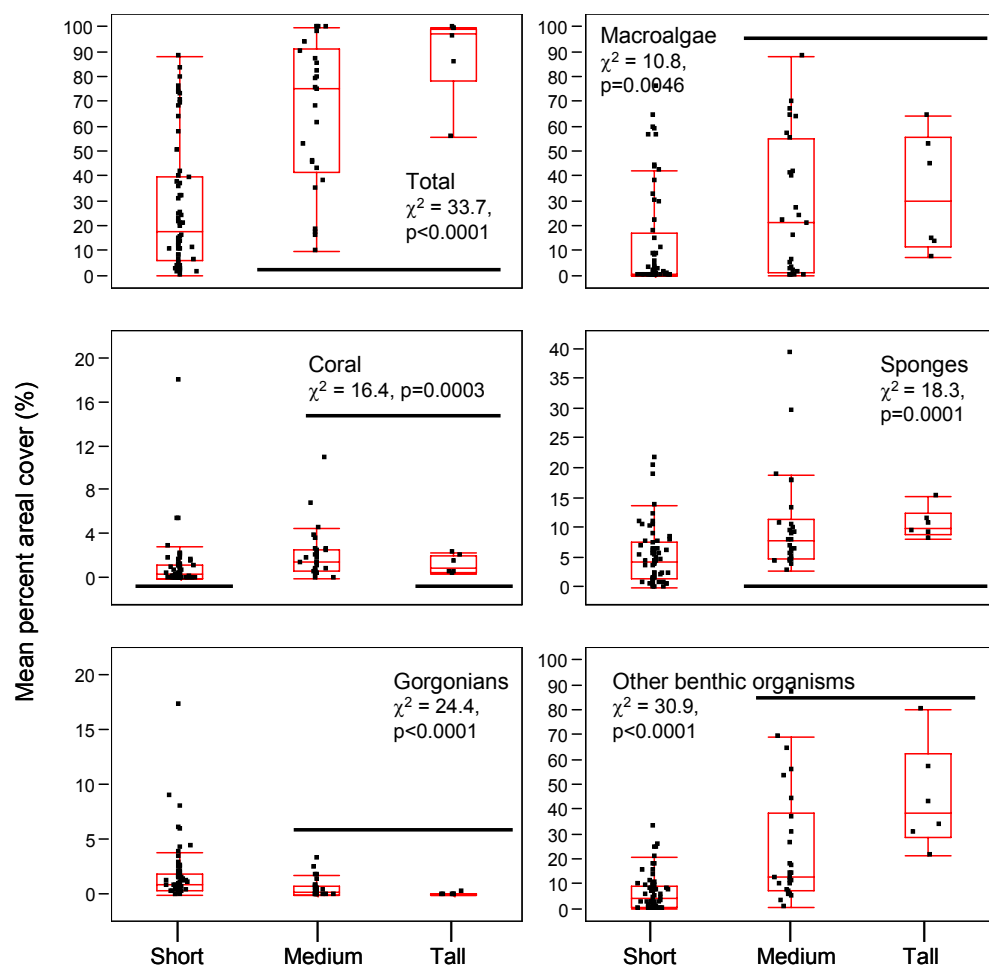 Mean percent areal cover (%)
100
90
80
70
60
50
40
30
20
10
0
Total
χ² = 33.7,
p<0.0001
100
90
80
70
60
50
40
30
20
10
0
Macroalgae
χ² = 10.8,
p=0.0046
20
16
12
8
4
0
Coral
χ² = 16.4, p=0.0003
40
35
30
25
20
15
10
5
0
Sponges
χ² = 18.3,
p=0.0001
20
15
10
5
0
Gorgonians
χ² = 24.4,
p<0.0001
100
90
80
70
60
50
40
30
20
10
0
Other benthic organisms
χ² = 30.9,
p<0.0001
Short Medium Tall
Short Medium Tall